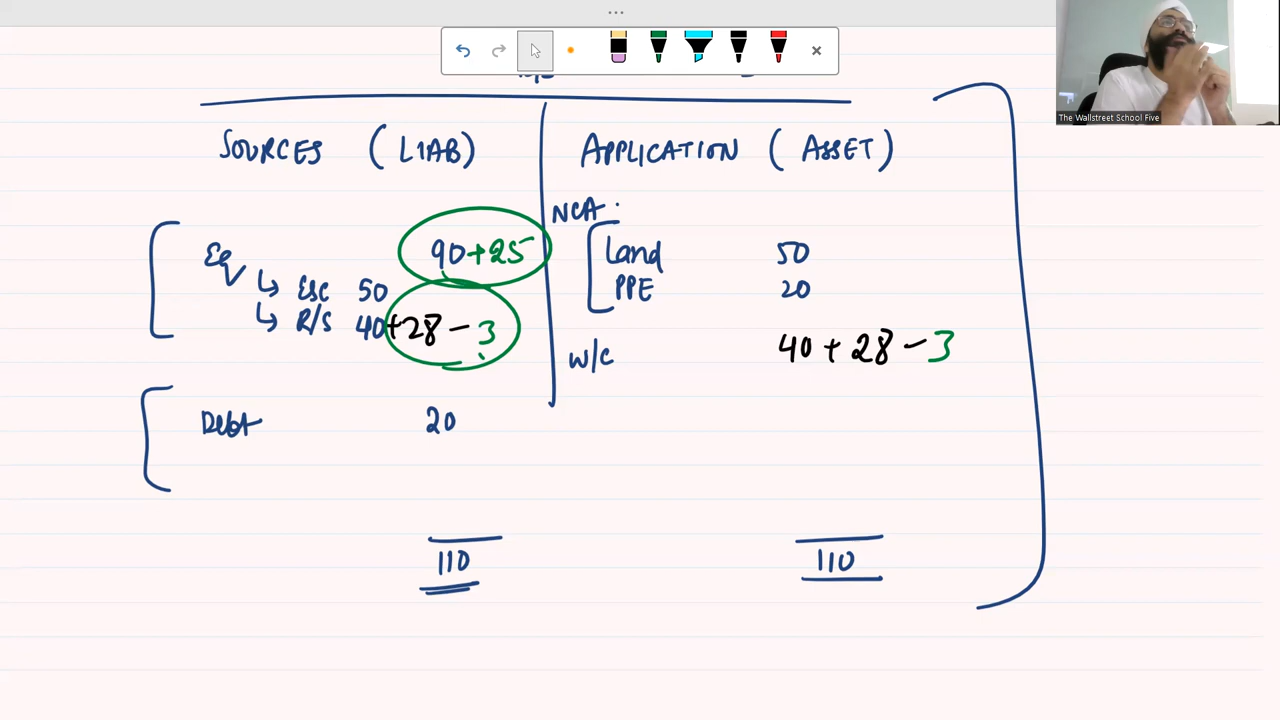 The Wallstreet School Five
SOURCES (LIAB)
APPLICATION (ASSET)
NCA.
Eq 90+25
↳ ESC 50
↳ R/S 40+28-3
Land 50
PPE 20
W/C 40+28-3
Debt 20
110
110